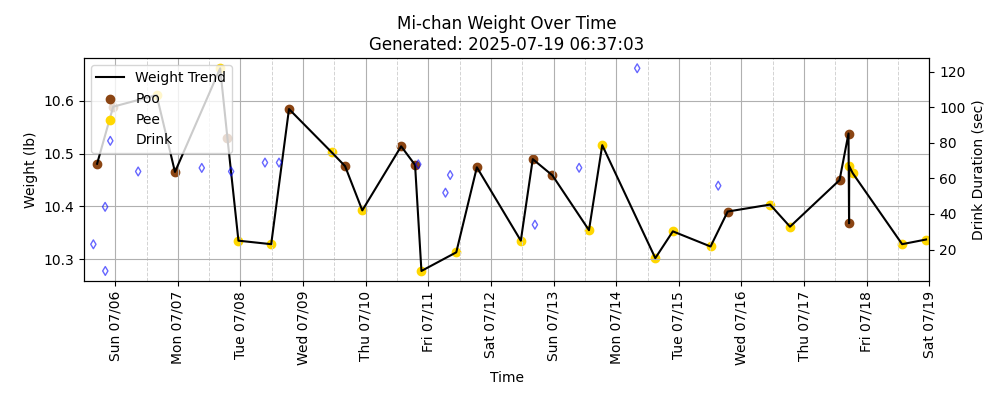 Mi-chan Weight Over Time
Generated: 2025-07-19 06:37:03
Weight Trend
Poo
Pee
Drink
Weight (lb)
10.6
10.5
10.4
10.3
Drink Duration (sec)
120
100
80
60
40
20
Sun 07/06
Mon 07/07
Tue 07/08
Wed 07/09
Thu 07/10
Fri 07/11
Sat 07/12
Sun 07/13
Mon 07/14
Tue 07/15
Wed 07/16
Thu 07/17
Fri 07/18
Sat 07/19
Time